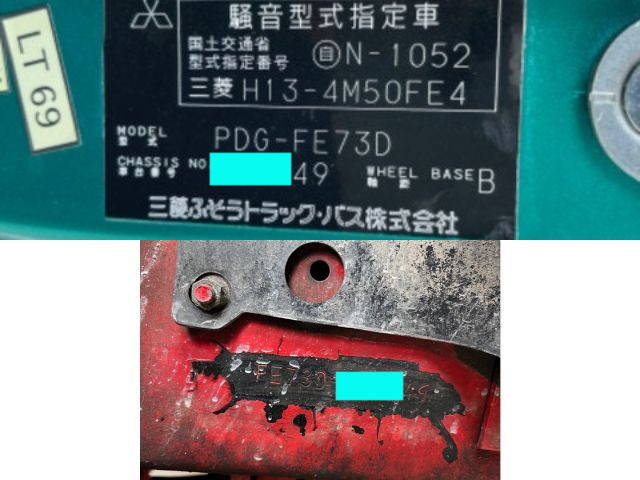 LT 69
騒音型式指定車
国土交通省
型式指定番号 自N-1052
三菱 H13-4M50FE4
MODEL
型式 PDG-FE73D
CHASSIS NO
車台番号 49
WHEEL BASE
軸距 B
三菱ふそうトラック・バス株式会社
FE73D